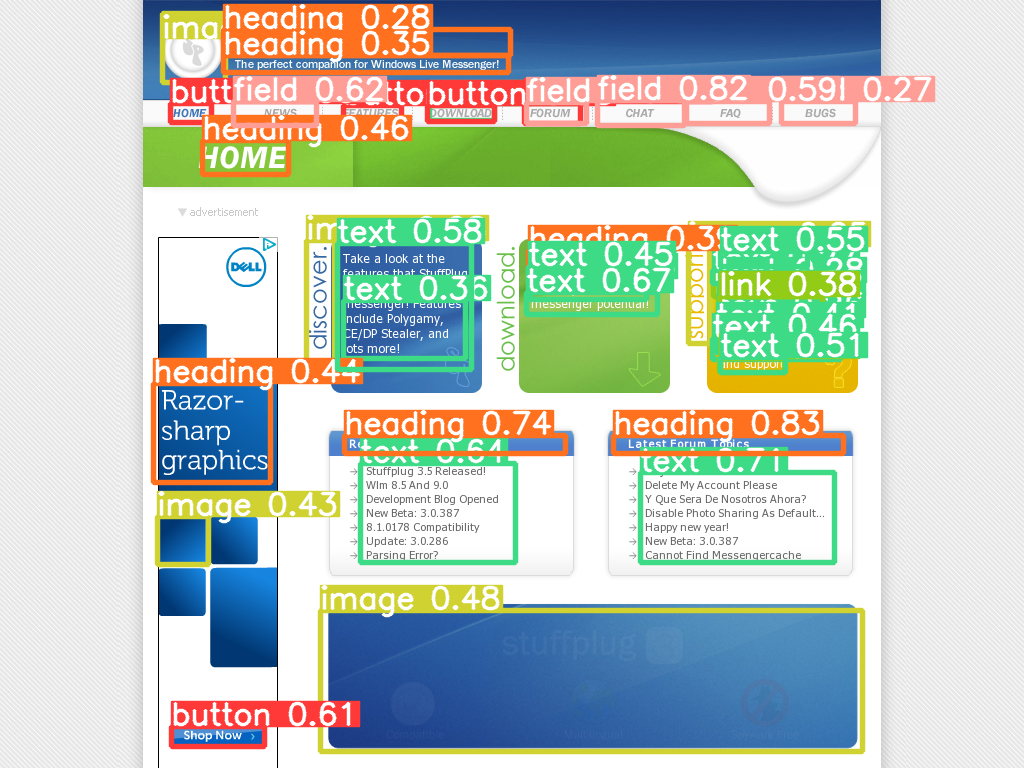 image
heading 0.28
heading 0.35
The perfect companion for Windows Live Messenger!
button
field 0.62
button
field
field 0.82
0.59
0.27
HOME
NEWS
FEATURES
DOWNLOAD
FORUM
CHAT
FAQ
BUGS
heading 0.46
HOME
advertisement
DELL
heading 0.44
Razor-
sharp
graphics
image 0.43
button 0.61
Shop Now
discover.
text 0.58
Take a look at the
features that StuffPlug
text 0.36
messenger! Features
include Polygamy,
CE/DP Stealer, and
lots more!
download.
heading 0.39
text 0.45
text 0.67
messenger potential!
support
text 0.55
link 0.38
text 0.46
text 0.51
and support
heading 0.74
text 0.64
Stuffplug 3.5 Released!
Wlm 8.5 And 9.0
Development Blog Opened
New Beta: 3.0.387
8.1.0178 Compatibility
Update: 3.0.286
Parsing Error?
heading 0.83
Latest Forum Topics
text 0.71
Delete My Account Please
Y Que Sera De Nosotros Ahora?
Disable Photo Sharing As Default...
Happy new year!
New Beta: 3.0.387
Cannot Find Messengercache
image 0.48
stuffplug